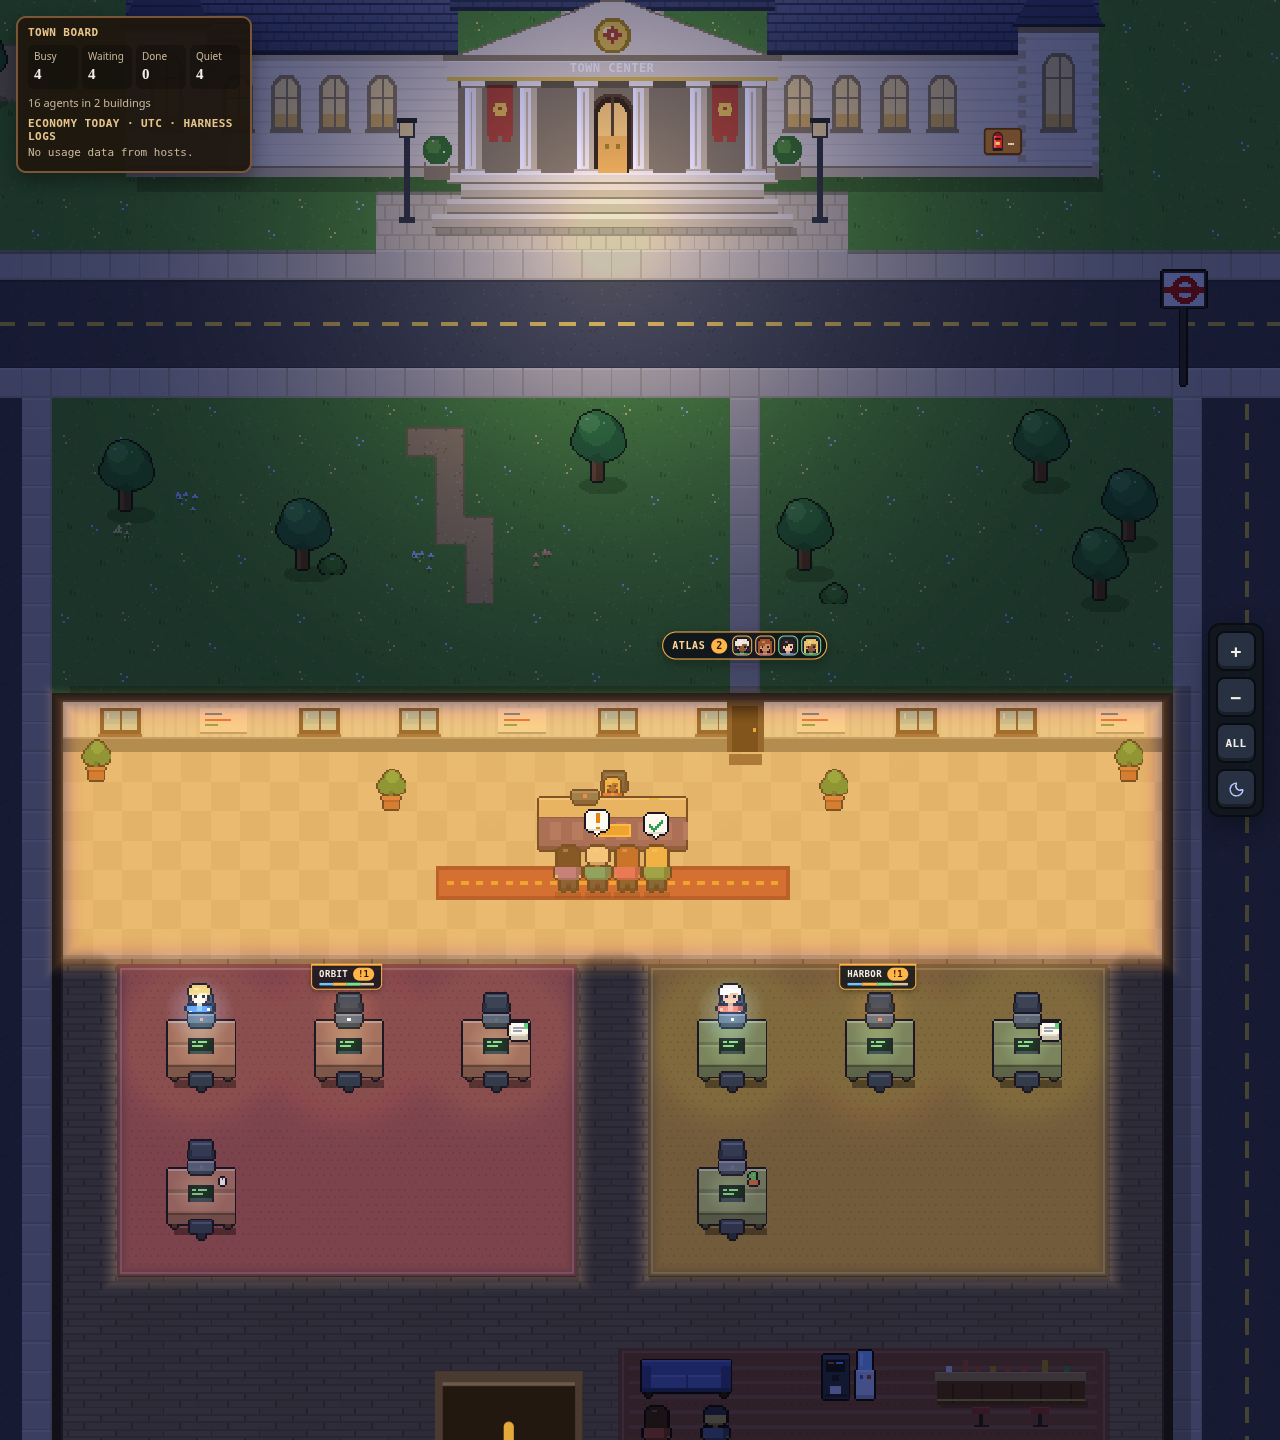 TOWN BOARD
Busy Waiting Done Quiet
4 4 0 4
16 agents in 2 buildings
ECONOMY TODAY · UTC · HARNESS
LOGS
No usage data from hosts.
TOWN CENTER
ATLAS 2
+
−
ALL
ORBIT !1
HARBOR !1